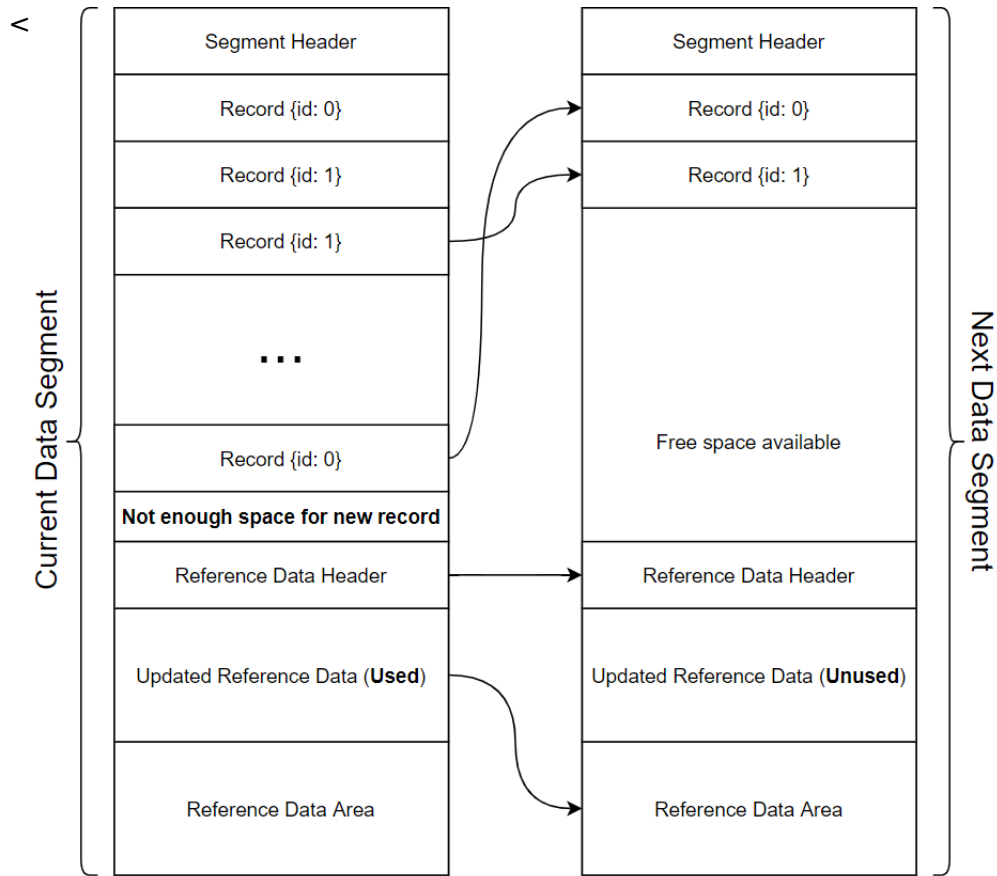 <
Current Data Segment
Segment Header
Record {id: 0}
Record {id: 1}
Record {id: 1}
...
Record {id: 0}
Not enough space for new record
Reference Data Header
Updated Reference Data (Used)
Reference Data Area
Segment Header
Record {id: 0}
Record {id: 1}
Free space available
Reference Data Header
Updated Reference Data (Unused)
Reference Data Area
Next Data Segment